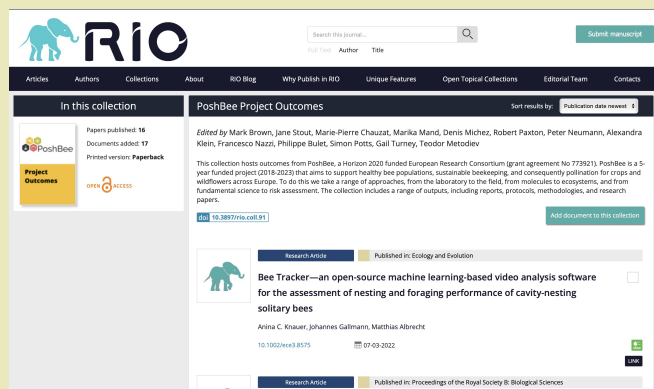 RIO
Search this journal...
Full Text Author Title
Submit manuscript
Articles Authors Collections About RIO Blog Why Publish in RIO Unique Features Open Topical Collections Editorial Team Contacts
In this collection
PoshBee
Project
Outcomes
Papers published: 16
Documents added: 17
Printed version: Paperback
OPEN ACCESS
PoshBee Project Outcomes
Sort results by: Publication date newest
Edited by Mark Brown, Jane Stout, Marie-Pierre Chauzat, Marika Mand, Denis Michez, Robert Paxton, Peter Neumann, Alexandra
Klein, Francesco Nazzi, Philippe Bulet, Simon Potts, Gail Turney, Teodor Metodiev
This collection hosts outcomes from PoshBee, a Horizon 2020 funded European Research Consortium (grant agreement No 773921). PoshBee is a 5-
year funded project (2018-2023) that aims to support healthy bee populations, sustainable beekeeping, and consequently pollination for crops and
wildflowers across Europe. To do this we take a range of approaches, from the laboratory to the field, from molecules to ecosystems, and from
fundamental science to risk assessment. The collection includes a range of outputs, including reports, protocols, methodologies, and research
papers.
doi 10.3897/rio.coll.91
Add document to this collection
Research Article Published in: Ecology and Evolution
Bee Tracker—an open-source machine learning-based video analysis software
for the assessment of nesting and foraging performance of cavity-nesting
solitary bees
Anina C. Knauer, Johannes Gallmann, Matthias Albrecht
10.1002/ece3.8575 07-03-2022
LINK
Research Article Published in: Proceedings of the Royal Society B: Biological Sciences